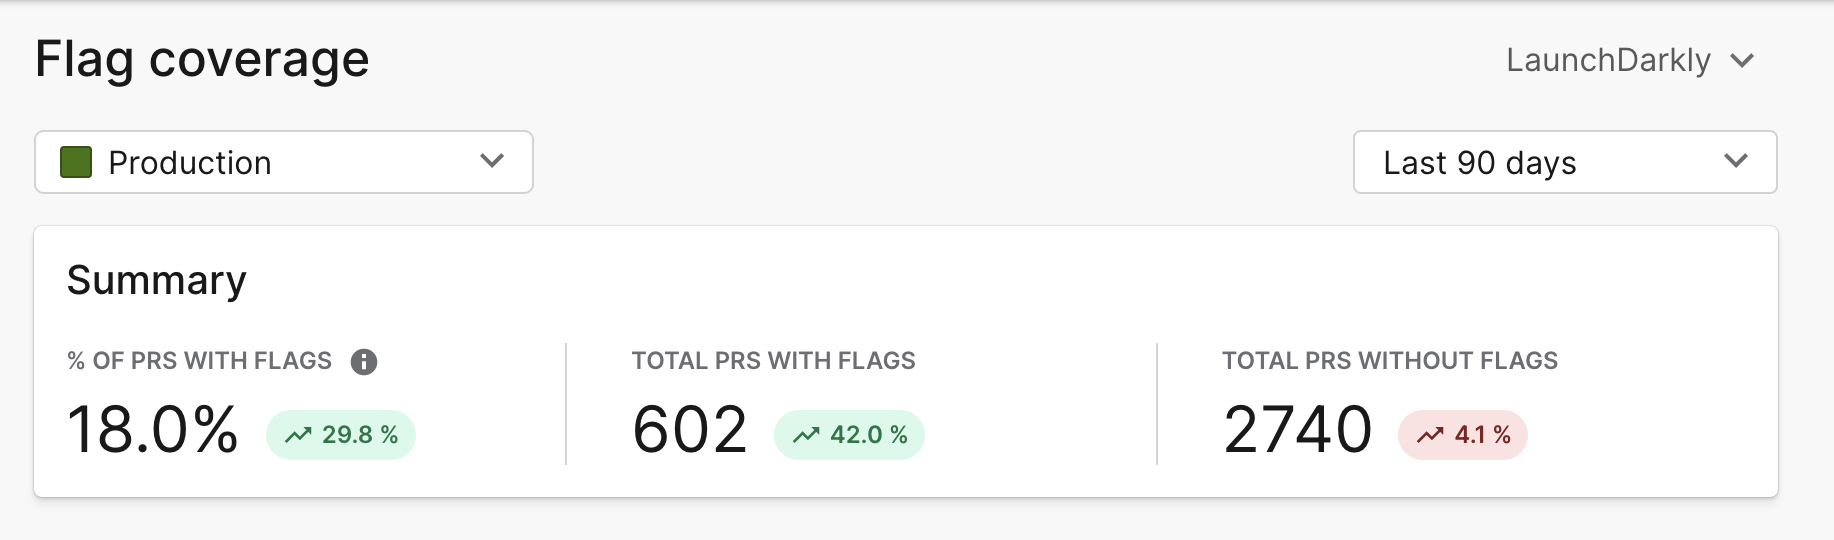 Flag coverage
LaunchDarkly
Production
Last 90 days
Summary
% OF PRS WITH FLAGS
18.0% 29.8 %
TOTAL PRS WITH FLAGS
602 42.0 %
TOTAL PRS WITHOUT FLAGS
2740 4.1 %